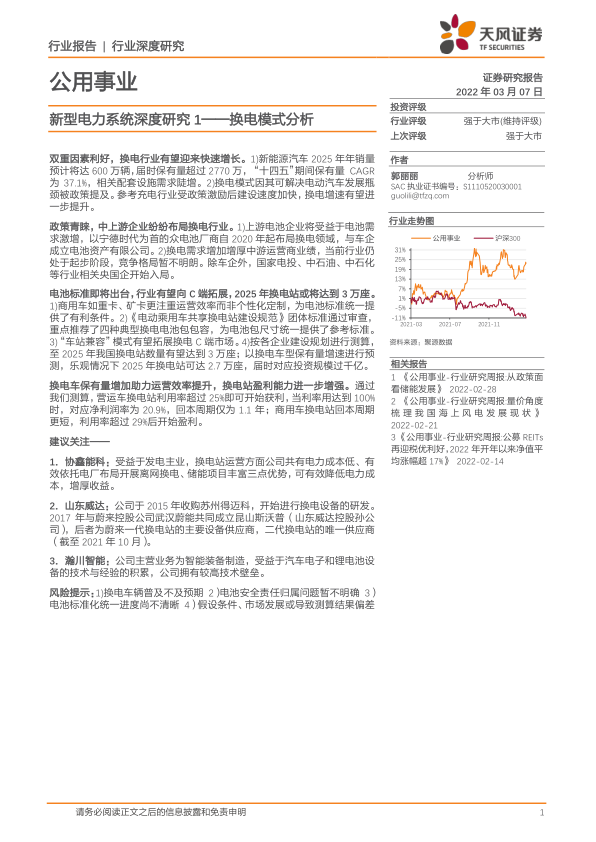 行业报告 | 行业深度研究
天风证券
TF SECURITIES
公用事业
证券研究报告
2022 年 03 月 07 日
新型电力系统深度研究 1——换电模式分析
双重因素利好，换电行业有望迎来快速增长。1)新能源汽车 2025 年年销量
预计将达 600 万辆,届时保有量超过 2770 万，“十四五”期间保有量 CAGR
为 37.1%，相关配套设施需求陡增。2)换电模式因其可解决电动汽车发展瓶
颈被政策提及。参考充电行业受政策激励后建设速度加快，换电增速有望进
一步提升。
政策青睐，中上游企业纷纷布局换电行业。1)上游电池企业将受益于电池需
求激增，以宁德时代为首的众电池厂商自 2020 年起布局换电领域，与车企
成立电池资产有限公司。2)换电需求增加增厚中游运营商业绩，当前行业仍
处于起步阶段，竞争格局暂不明朗。除车企外，国家电投、中石油、中石化
等行业相关央国企开始入局。
电池标准即将出台,行业有望向 C 端拓展,2025 年换电站或将达到 3 万座。
1)商用车如重卡、矿卡更注重运营效率而非个性化定制，为电池标准统一提
供了有利条件。2)《电动乘用车共享换电站建设规范》团体标准通过审查，
重点推荐了四种典型换电电池包包容，为电池包尺寸统一提供了参考标准。
3) “车站兼容” 模式有望拓展换电 C 端市场。4)按各企业建设规划进行测算，
至 2025 年我国换电站数量有望达到 3 万座；以换电车型保有量增速进行预
测，乐观情况下 2025 年换电站可达 2.7 万座，届时对应投资规模过千亿。
换电车保有量增加助力运营效率提升，换电站盈利能力进一步增强。通过
我们测算，营运车换电站利用率超过 25%即可开始获利，当利率用达到 100%
时，对应净利润率为 20.9%，回本周期仅为 1.1 年；商用车换电站回本周期
更短，利用率超过 29%后开始盈利。
建议关注——
1．协鑫能科：受益于发电主业，换电站运营方面公司共有电力成本低、有
效依托电厂布局开展离网换电、储能项目丰富三点优势，可有效降低电力成
本，增厚收益。
2．山东威达：公司于 2015 年收购苏州得迈科，开始进行换电设备的研发。
2017 年与蔚来控股公司武汉蔚能共同成立昆山斯沃普（山东威达控股孙公
司)，后者为蔚来一代换电站的主要设备供应商，二代换电站的唯一供应商
（截至 2021 年 10 月）。
3．瀚川智能：公司主营业务为智能装备制造，受益于汽车电子和锂电池设
备的技术与经验的积累，公司拥有较高技术壁垒。
风险提示：1)换电车辆普及不及预期 2 )电池安全责任归属问题暂不明确 3 )
电池标准化统一进度尚不清晰 4 ) 假设条件、市场发展或导致测算结果偏差
投资评级
行业评级 强于大市(维持评级)
上次评级 强于大市
作者
郭丽丽 分析师
SAC 执业证书编号：S1110520030001
guolili@tfzq.com
行业走势图
公用事业 沪深300
31%
25%
19%
13%
7%
1%
-5%
-11%
2021-03 2021-07 2021-11
资料来源：聚源数据
相关报告
1 《公用事业-行业研究周报:从政策面
看储能发展》 2022-02-28
2 《公用事业-行业研究周报:量价角度
梳理我国海上风电发展现状》
2022-02-21
3 《公用事业-行业研究周报:公募 REITs
再迎税优利好，2022 年开年以来净值平
均涨幅超 17%》 2022-02-14
请务必阅读正文之后的信息披露和免责申明
1